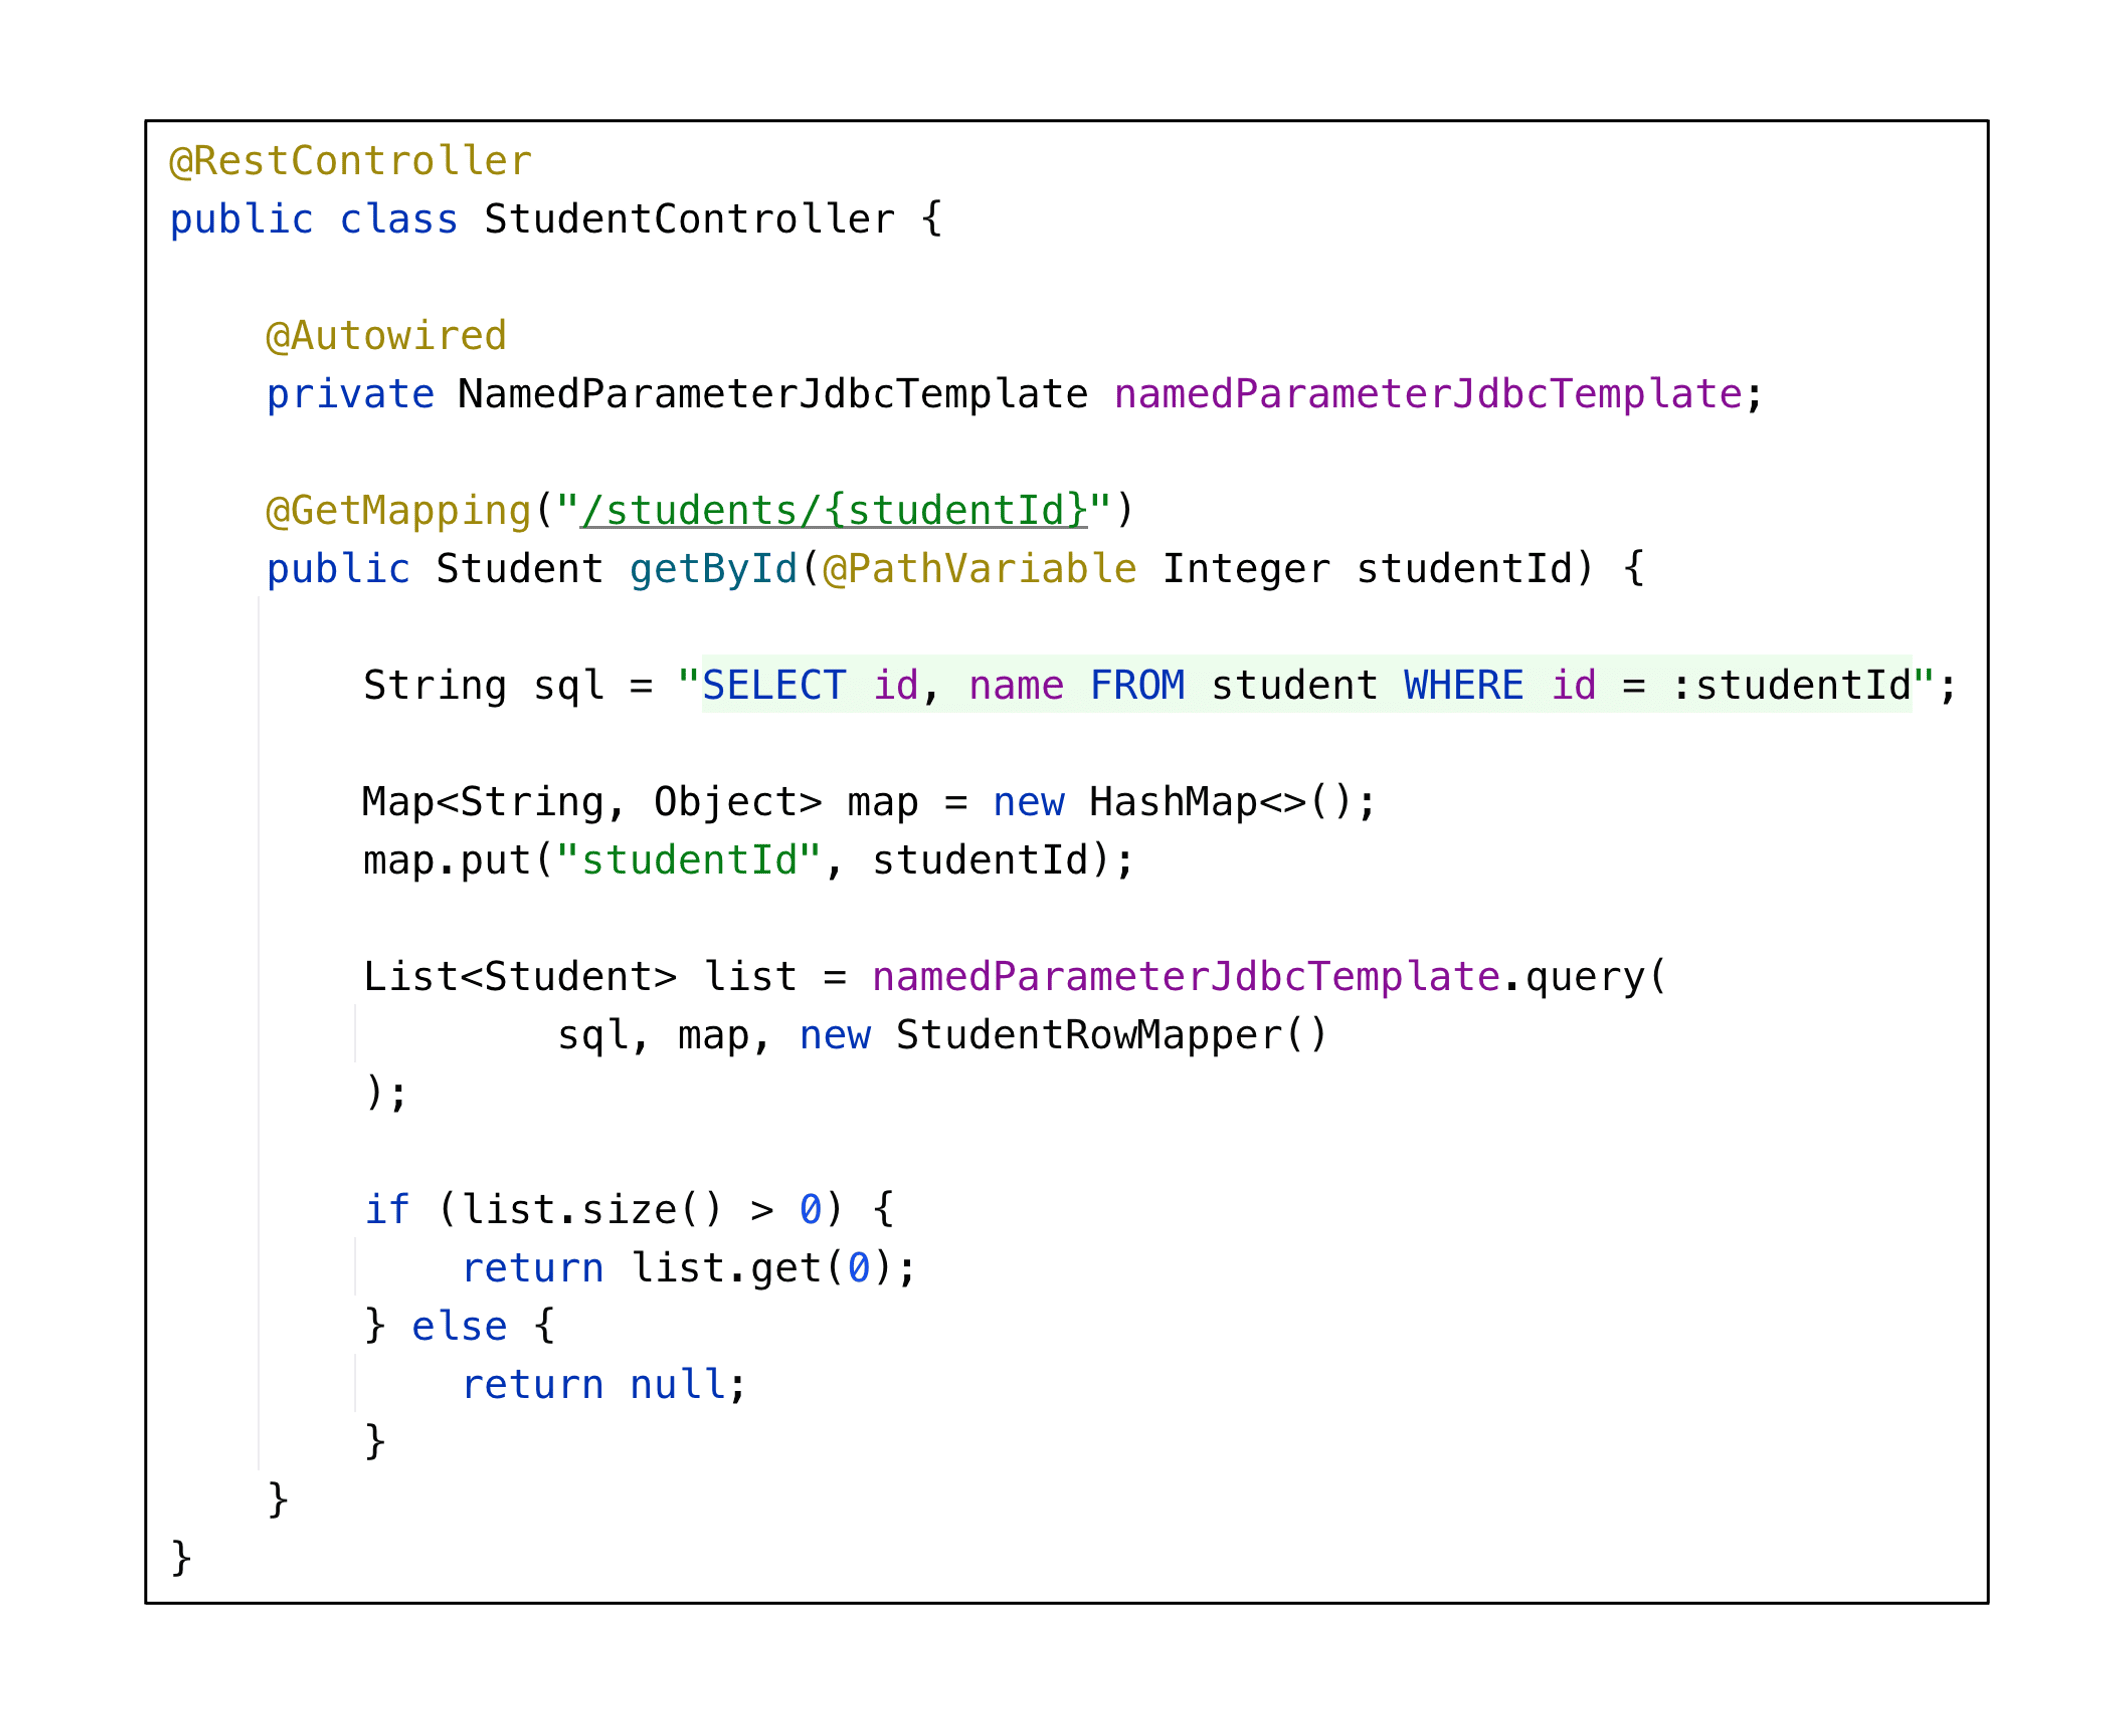 @RestController
public class StudentController {
@Autowired
private NamedParameterJdbcTemplate namedParameterJdbcTemplate;
@GetMapping("/students/{studentId}")
public Student getById(@PathVariable Integer studentId) {
String sql = "SELECT id, name FROM student WHERE id = :studentId";
Map<String, Object> map = new HashMap<>();
map.put("studentId", studentId);
List<Student> list = namedParameterJdbcTemplate.query(
sql, map, new StudentRowMapper()
);
if (list.size() > 0) {
return list.get(0);
} else {
return null;
}
}
}